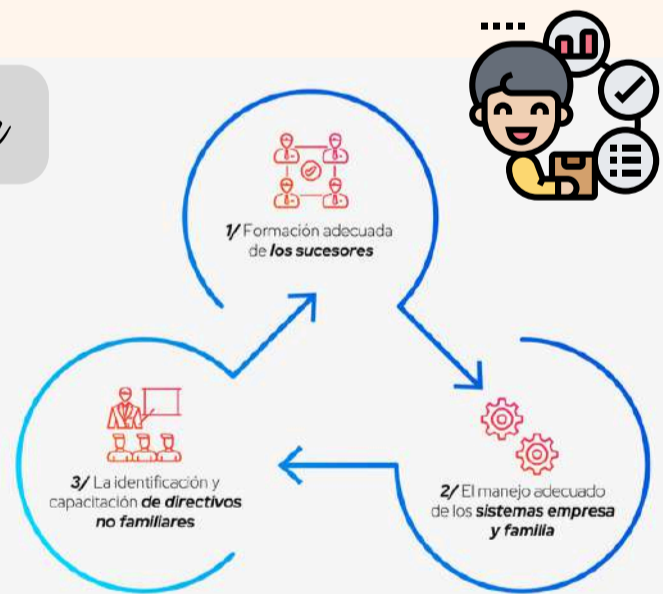 1/ Formación adecuada
de los sucesores
3/ La identificación y
capacitación de directivos
no familiares
2/ El manejo adecuado
de los sistemas empresa
y familia